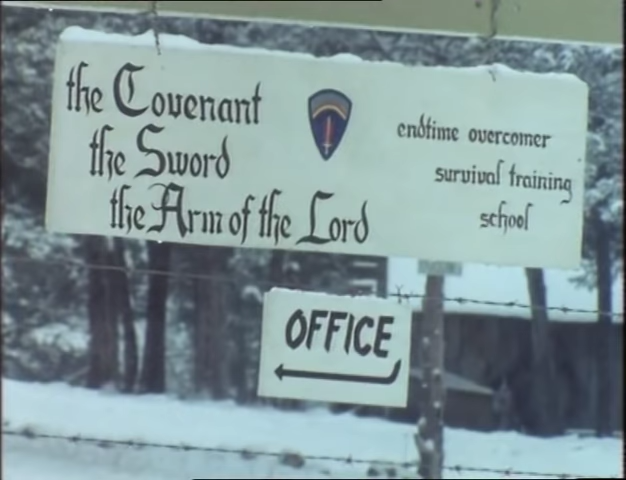 the Covenant
the Sword
the Arm of the Lord
endtime overcomer
survival training
school
OFFICE